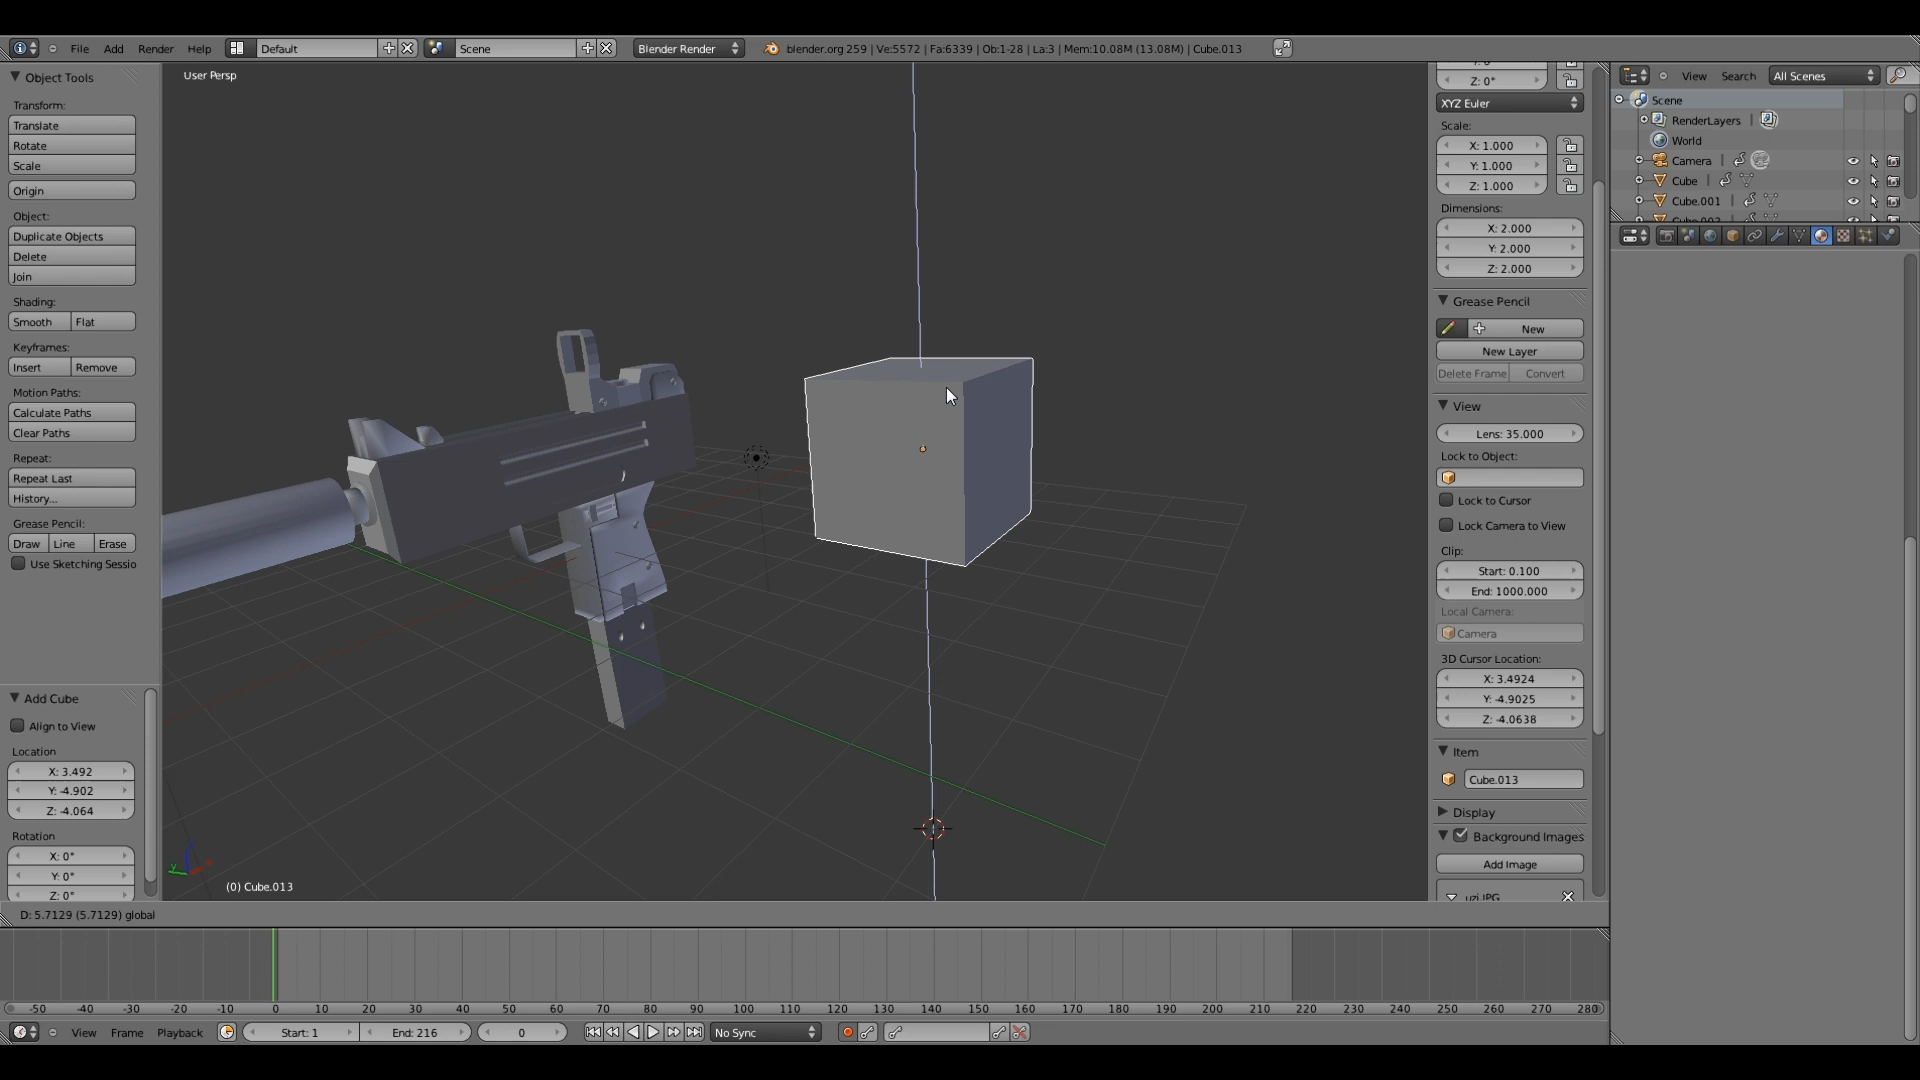 File Add Render Help Default Scene Blender Render blender.org 259 | Ve:5572 | Fa:6339 | Ob:1-28 | La:3 | Mem:10.08M (13.08M) | Cube.013
Object Tools
Transform:
Translate
Rotate
Scale
Origin
Object:
Duplicate Objects
Delete
Join
Shading:
Smooth Flat
Keyframes:
Insert Remove
Motion Paths:
Calculate Paths
Clear Paths
Repeat:
Repeat Last
History...
Grease Pencil:
Draw Line Erase
Use Sketching Sessio
Add Cube
Align to View
Location
X: 3.492
Y: -4.902
Z: -4.064
Rotation
X: 0°
Y: 0°
Z: 0°
User Persp
(0) Cube.013
D: 5.7129 (5.7129) global
Z: 0°
XYZ Euler
Scale:
X: 1.000
Y: 1.000
Z: 1.000
Dimensions:
X: 2.000
Y: 2.000
Z: 2.000
Grease Pencil
New
New Layer
Delete Frame Convert
View
Lens: 35.000
Lock to Object:
Lock to Cursor
Lock Camera to View
Clip:
Start: 0.100
End: 1000.000
Local Camera:
Camera
3D Cursor Location:
X: 3.4924
Y: -4.9025
Z: -4.0638
Item
Cube.013
Display
Background Images
Add Image
uzi.JPG
View Search All Scenes
Scene
RenderLayers
World
Camera
Cube
Cube.001
Cube.002
-50 -40 -30 -20 -10 0 10 20 30 40 50 60 70 80 90 100 110 120 130 140 150 160 170 180 190 200 210 220 230 240 250 260 270 280
View Frame Playback Start: 1 End: 216 0 No Sync